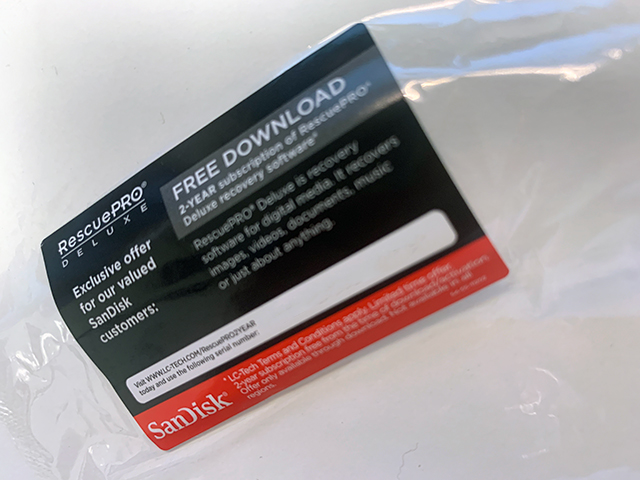 RescuePRO®
DELUXE
Exclusive offer
for our valued
SanDisk
customers:
FREE DOWNLOAD
2-YEAR subscription of RescuePRO®
Deluxe recovery software*
RescuePRO® Deluxe is recovery
software for digital media. It recovers
images, videos, documents, music
or just about anything.
Visit WWW.LC-TECH.COM/RescuePRO2YEAR
today and use the following serial number:
SanDisk®
* LC-Tech Terms and Conditions apply. Limited time offer.
2-year subscription free from the time of download/activation.
Offer only available through download. Not available in all
regions.